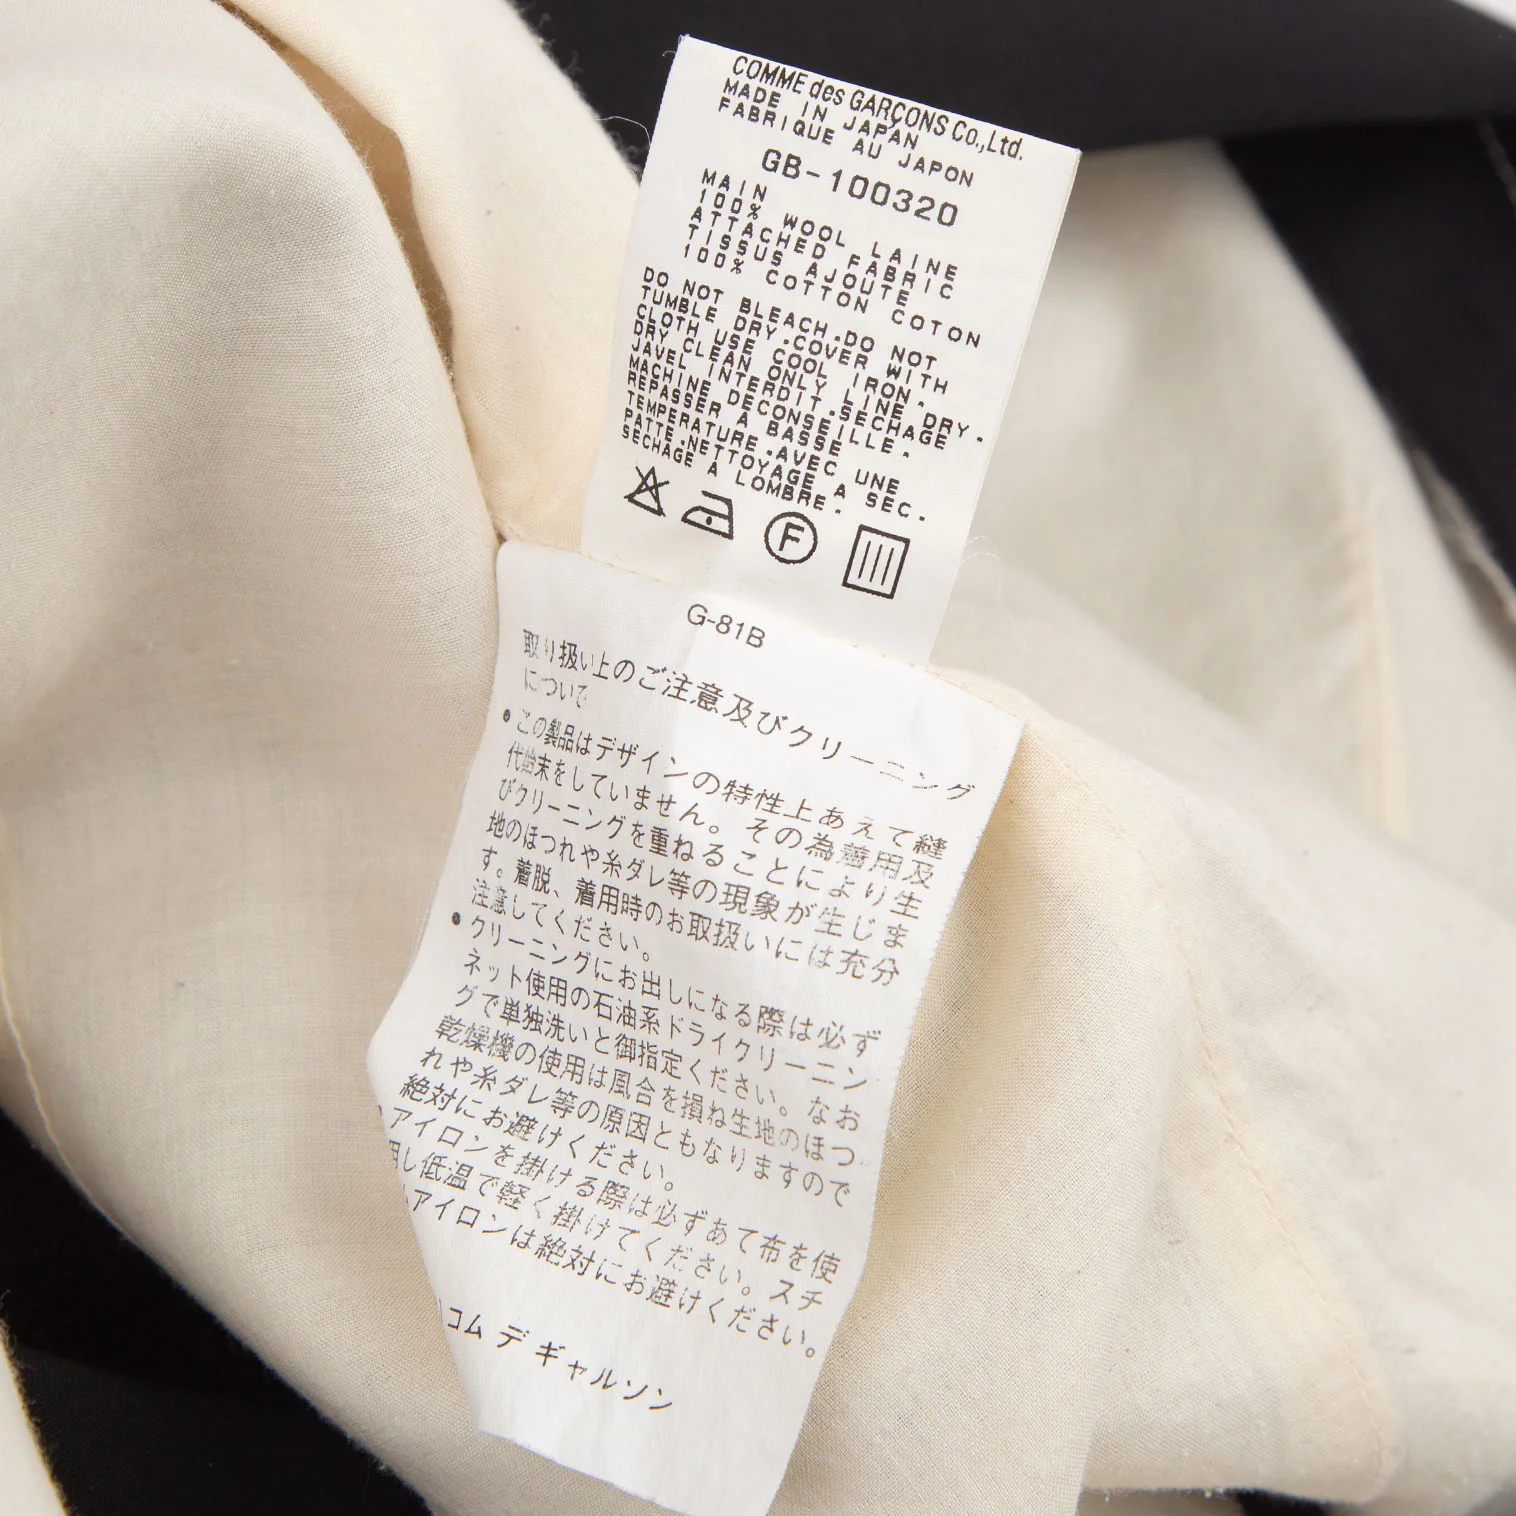 COMME des GARÇONS Co.,Ltd.
MADE IN JAPAN
FABRIQUE AU JAPON
GB-100320
MAIN
100% WOOL LAINE
ATTACHED FABRIC
TISSUS AJOUTE
100% COTTON COTON
DO NOT BLEACH.DO NOT
TUMBLE DRY.COVER WITH
CLOTH USE COOL IRON.
DRY CLEAN ONLY LINE DRY.
JAVEL INTERDIT.SECHAGE
MACHINE DECONSEILLE.
REPASSER A BASSE
TEMPERATURE.AVEC UNE
PATTE.NETTOYAGE A SEC.
SECHAGE A LOMBRE.
F
G-81B
取り扱い上のご注意及びクリーニング
について
●この製品はデザインの特性上あえて縫
代始末をしていません。その為着用及
びクリーニングを重ねることにより生
地のほつれや糸ダレ等の現象が生じま
す。着脱、着用時のお取扱いには充分
注意してください。
●クリーニングにお出しになる際は必ず
ネット使用の石油系ドライクリーニン
グで単独洗いと御指定ください。なお
乾燥機の使用は風合を損ね生地のほつ
れや糸ダレ等の原因ともなりますので
絶対にお避けください。
アイロンを掛ける際は必ずあて布を使
用し低温で軽く掛けてください。スチ
アイロンは絶対にお避けください。
コム デ ギャルソン